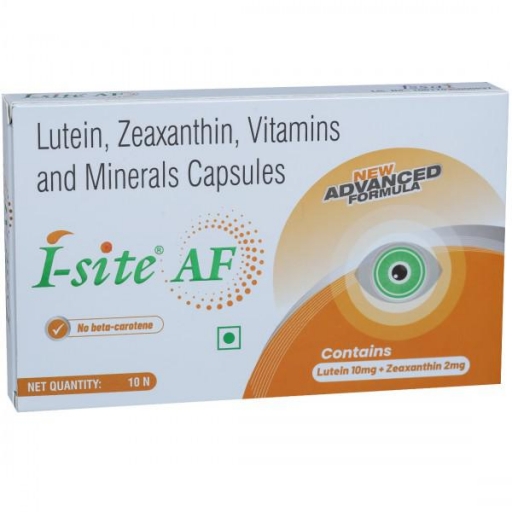 I-site
Lutein, Zeaxanthin, Vitamins
and Minerals Capsules
NEW
ADVANCED
FORMULA
I-site® AF
No beta-carotene
Contains
Lutein 10mg + Zeaxanthin 2mg
NET QUANTITY: 10 N